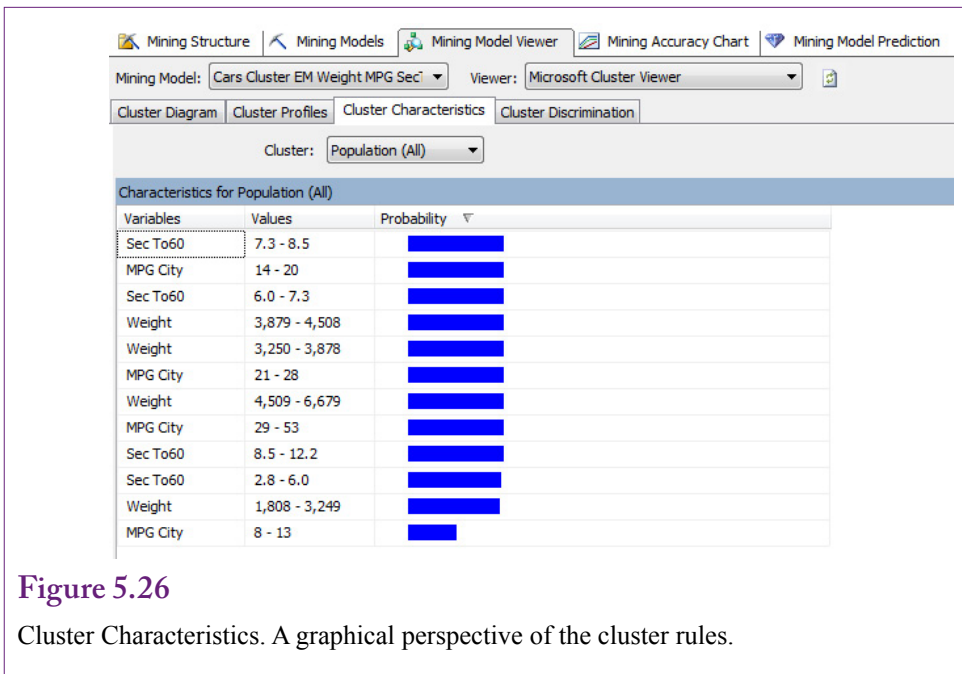 Mining Structure Mining Models Mining Model Viewer Mining Accuracy Chart Mining Model Prediction
Mining Model: Cars Cluster EM Weight MPG Viewer: Microsoft Cluster Viewer
Cluster Diagram Cluster Profiles Cluster Characteristics Cluster Discrimination
Cluster: Population (All)
Characteristics for Population (All)
Variables Values Probability
Sec To60 7.3 - 8.5
MPG City 14 - 20
Sec To60 6.0 - 7.3
Weight 3,879 - 4,508
Weight 3,250 - 3,878
MPG City 21 - 28
Weight 4,509 - 6,679
MPG City 29 - 53
Sec To60 8.5 - 12.2
Sec To60 2.8 - 6.0
Weight 1,808 - 3,249
MPG City 8 - 13
Figure 5.26
Cluster Characteristics. A graphical perspective of the cluster rules.